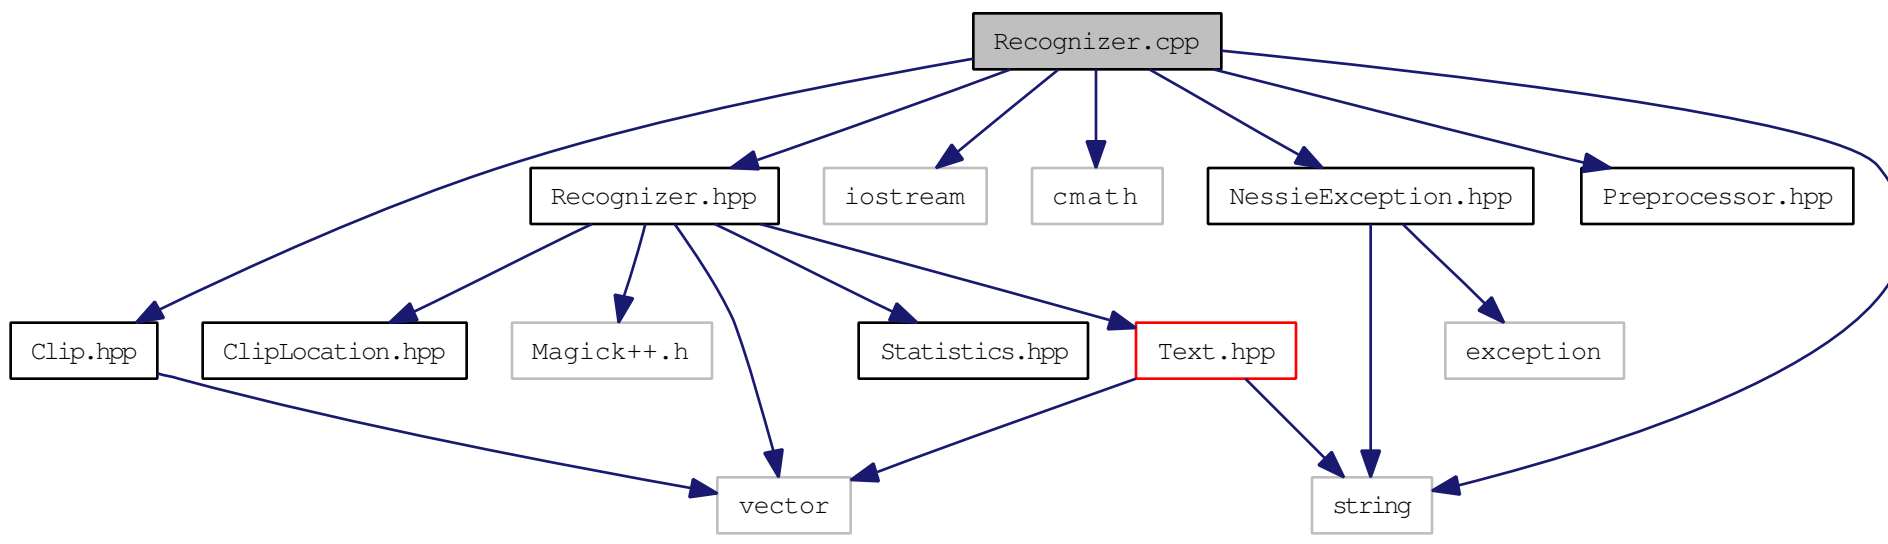 Recognizer.cpp
Recognizer.hpp
iostream
cmath
NessieException.hpp
Preprocessor.hpp
Clip.hpp
ClipLocation.hpp
Magick++.h
Statistics.hpp
Text.hpp
exception
vector
string